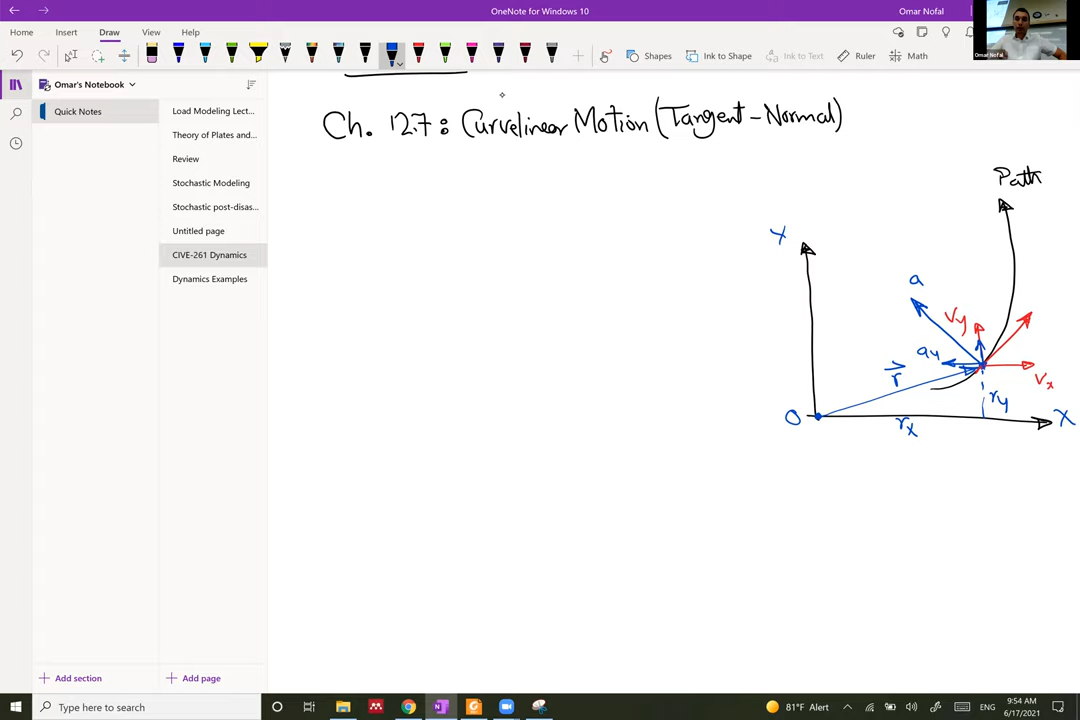 OneNote for Windows 10
Omar Nofal
Home Insert Draw View Help
Omar Nofal
Shapes Ink to Shape Ink to Text Ruler Math
Omar's Notebook
Quick Notes
Load Modeling Lect...
Theory of Plates and...
Review
Stochastic Modeling
Stochastic post-disas...
Untitled page
CIVE-261 Dynamics
Dynamics Examples
Ch. 12.7: Curvelinear Motion (Tangent-Normal)
Path
Y
a
Vy
ay
r
Vx
ry
O
rx
X
Add section
Add page
Type here to search
81°F Alert
ENG
9:54 AM
6/17/2021